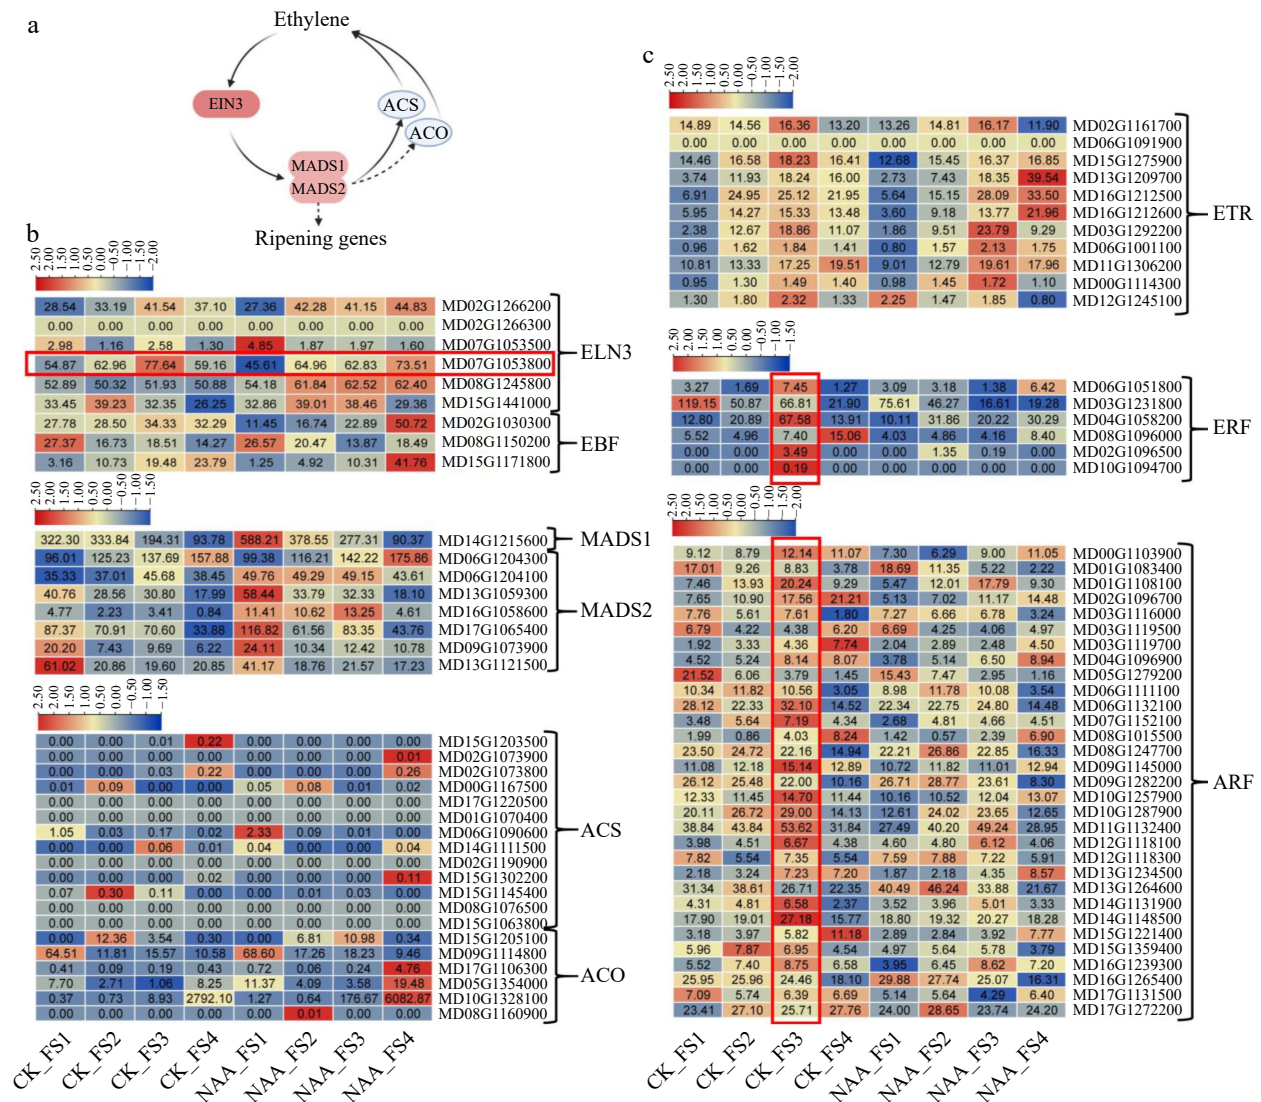 a
Ethylene
EIN3
ACS
ACO
MADS1
MADS2
Ripening genes
b
2.50 2.00 1.50 1.00 0.50 0.00 −0.50 −1.00 −1.50 −2.00
28.54 33.19 41.54 37.10 27.36 42.28 41.15 44.83 MD02G1266200
0.00 0.00 0.00 0.00 0.00 0.00 0.00 0.00 MD02G1266300
2.98 1.16 2.58 1.30 4.85 1.87 1.97 1.60 MD07G1053500
54.87 62.96 77.64 59.16 45.61 64.96 62.83 73.51 MD07G1053800
52.89 50.32 51.93 50.88 54.18 61.84 62.52 62.40 MD08G1245800
33.45 39.23 32.35 26.25 32.86 39.01 38.46 29.36 MD15G1441000
ELN3
27.78 28.50 34.33 32.29 11.45 16.74 22.89 50.72 MD02G1030300
27.37 16.73 18.51 14.27 26.57 20.47 13.87 18.49 MD08G1150200
3.16 10.73 19.48 23.79 1.25 4.92 10.31 41.76 MD15G1171800
EBF
2.50 2.00 1.50 1.00 0.50 0.00 −0.50 −1.00 −1.50
322.30 333.84 194.31 93.78 588.21 378.55 277.31 90.37 MD14G1215600
MADS1
96.01 125.23 137.69 157.88 99.38 116.21 142.22 175.86 MD06G1204300
35.33 37.01 45.68 38.45 49.76 49.29 49.15 43.61 MD06G1204100
40.76 28.56 30.80 17.99 58.44 33.79 32.33 18.10 MD13G1059300
4.77 2.23 3.41 0.84 11.41 10.62 13.25 4.61 MD16G1058600
87.37 70.91 70.60 33.88 116.82 61.56 83.35 43.76 MD17G1065400
20.20 7.43 9.69 6.22 24.11 10.34 12.42 10.78 MD09G1073900
61.02 20.86 19.60 20.85 41.17 18.76 21.57 17.23 MD13G1121500
MADS2
2.50 2.00 1.50 1.00 0.50 0.00 −0.50 −1.00 −1.50
0.00 0.00 0.01 0.22 0.00 0.00 0.00 0.00 MD15G1203500
0.00 0.00 0.00 0.00 0.00 0.00 0.00 0.01 MD02G1073900
0.00 0.00 0.03 0.22 0.00 0.00 0.00 0.26 MD02G1073800
0.01 0.09 0.00 0.00 0.05 0.08 0.01 0.02 MD00G1167500
0.00 0.00 0.00 0.00 0.00 0.00 0.00 0.00 MD17G1220500
0.00 0.00 0.00 0.00 0.00 0.00 0.00 0.00 MD01G1070400
1.05 0.03 0.17 0.02 2.33 0.09 0.01 0.00 MD06G1090600
0.00 0.00 0.06 0.01 0.04 0.00 0.00 0.04 MD14G1111500
0.00 0.00 0.00 0.00 0.00 0.00 0.00 0.00 MD02G1190900
0.00 0.00 0.00 0.02 0.00 0.00 0.00 0.11 MD15G1302200
0.07 0.30 0.11 0.00 0.00 0.01 0.03 0.00 MD15G1145400
0.00 0.00 0.00 0.00 0.00 0.00 0.00 0.00 MD08G1076500
0.00 0.00 0.00 0.00 0.00 0.00 0.00 0.00 MD15G1063800
ACS
0.00 12.36 3.54 0.30 0.00 6.81 10.98 0.34 MD15G1205100
64.51 11.81 15.57 10.58 68.60 17.26 18.23 9.46 MD09G1114800
0.41 0.09 0.19 0.43 0.72 0.06 0.24 4.76 MD17G1106300
7.70 2.71 1.06 8.25 11.37 4.09 3.58 19.48 MD05G1354000
0.37 0.73 8.93 2792.10 1.27 0.64 176.67 6082.87 MD10G1328100
0.00 0.00 0.00 0.00 0.00 0.01 0.00 0.00 MD08G1160900
ACO
CK_FS1 CK_FS2 CK_FS3 CK_FS4 NAA_FS1 NAA_FS2 NAA_FS3 NAA_FS4
c
2.50 2.00 1.50 1.00 0.50 0.00 −0.50 −1.00 −1.50 −2.00
14.89 14.56 16.36 13.20 13.26 14.81 16.17 11.90 MD02G1161700
0.00 0.00 0.00 0.00 0.00 0.00 0.00 0.00 MD06G1091900
14.46 16.58 18.23 16.41 12.68 15.45 16.37 16.85 MD15G1275900
3.74 11.93 18.24 16.00 2.73 7.43 18.35 39.54 MD13G1209700
6.91 24.95 25.12 21.95 5.64 15.15 28.09 33.50 MD16G1212500
5.95 14.27 15.33 13.48 3.60 9.18 13.77 21.96 MD16G1212600
2.38 12.67 18.86 11.07 1.86 9.51 23.79 9.29 MD03G1292200
0.96 1.62 1.84 1.41 0.80 1.57 2.13 1.75 MD06G1001100
10.81 13.33 17.25 19.51 9.01 12.79 19.61 17.96 MD11G1306200
0.95 1.30 1.49 1.40 0.98 1.45 1.72 1.10 MD00G1114300
1.30 1.80 2.32 1.33 2.25 1.47 1.85 0.80 MD12G1245100
ETR
2.50 2.00 1.50 1.00 0.50 0.00 −0.50 −1.00 −1.50
3.27 1.69 7.45 1.27 3.09 3.18 1.38 6.42 MD06G1051800
119.15 50.87 66.81 21.90 75.61 46.27 16.61 19.28 MD03G1231800
12.80 20.89 67.58 13.91 10.11 31.86 20.22 30.29 MD04G1058200
5.52 4.96 7.40 15.06 4.03 4.86 4.16 8.40 MD08G1096000
0.00 0.00 3.49 0.00 0.00 1.35 0.19 0.00 MD02G1096500
0.00 0.00 0.19 0.00 0.00 0.00 0.00 0.00 MD10G1094700
ERF
2.50 2.00 1.50 1.00 0.50 0.00 −0.50 −1.00 −1.50 −2.00
9.12 8.79 12.14 11.07 7.30 6.29 9.00 11.05 MD00G1103900
17.01 9.26 8.83 3.78 18.69 11.35 5.22 2.22 MD01G1083400
7.46 13.93 20.24 9.29 5.47 12.01 17.79 9.30 MD01G1108100
7.65 10.90 17.56 21.21 5.13 7.02 11.17 14.48 MD02G1096700
7.76 5.61 7.61 1.80 7.27 6.66 6.78 3.24 MD03G1116000
6.79 4.22 4.38 6.20 6.69 4.25 4.06 4.97 MD03G1119500
1.92 3.33 4.36 7.74 2.04 2.89 2.48 4.50 MD03G1119700
4.52 5.24 8.14 8.07 3.78 5.14 6.50 8.94 MD04G1096900
21.52 6.06 3.79 1.45 15.43 7.47 2.95 1.16 MD05G1279200
10.34 11.82 10.56 3.05 8.98 11.78 10.08 3.54 MD06G1111100
28.12 22.33 32.10 14.52 22.34 22.75 24.80 14.48 MD06G1132100
3.48 5.64 7.19 4.34 2.68 4.81 4.66 4.51 MD07G1152100
1.99 0.86 4.03 8.24 1.42 0.57 2.39 6.90 MD08G1015500
23.50 24.72 22.16 14.94 22.21 26.86 22.85 16.33 MD08G1247700
11.08 12.18 15.14 12.89 10.72 11.82 11.01 12.94 MD09G1145000
26.12 25.48 22.00 10.16 26.71 28.77 23.61 8.30 MD09G1282200
12.33 11.45 14.70 11.44 10.16 10.52 12.04 13.07 MD10G1257900
20.11 26.72 29.00 14.13 12.61 24.02 23.65 12.65 MD10G1287900
38.84 43.84 53.62 31.84 27.49 40.20 49.24 28.95 MD11G1132400
3.98 4.51 6.67 4.38 4.60 4.80 6.12 4.06 MD12G1118100
7.82 5.54 7.35 5.54 7.59 7.88 7.22 5.91 MD12G1118300
2.18 3.24 7.23 7.20 1.87 2.18 4.35 8.57 MD13G1234500
31.34 38.61 26.71 22.35 40.49 46.24 33.88 21.67 MD13G1264600
4.31 4.81 6.58 2.37 3.52 3.96 5.01 3.33 MD14G1131900
17.90 19.01 27.18 15.77 18.80 19.32 20.27 18.28 MD14G1148500
3.18 3.97 5.82 11.18 2.89 2.84 3.92 7.77 MD15G1221400
5.96 7.87 6.95 4.54 4.97 5.64 5.78 3.79 MD15G1359400
5.52 7.40 8.75 6.58 3.95 6.45 8.62 7.20 MD16G1239300
25.95 25.96 24.46 18.10 29.88 27.74 25.07 16.31 MD16G1265400
7.09 5.74 6.39 6.69 5.14 5.64 4.29 6.40 MD17G1131500
23.41 27.10 25.71 27.76 24.00 28.65 23.74 24.20 MD17G1272200
ARF
CK_FS1 CK_FS2 CK_FS3 CK_FS4 NAA_FS1 NAA_FS2 NAA_FS3 NAA_FS4